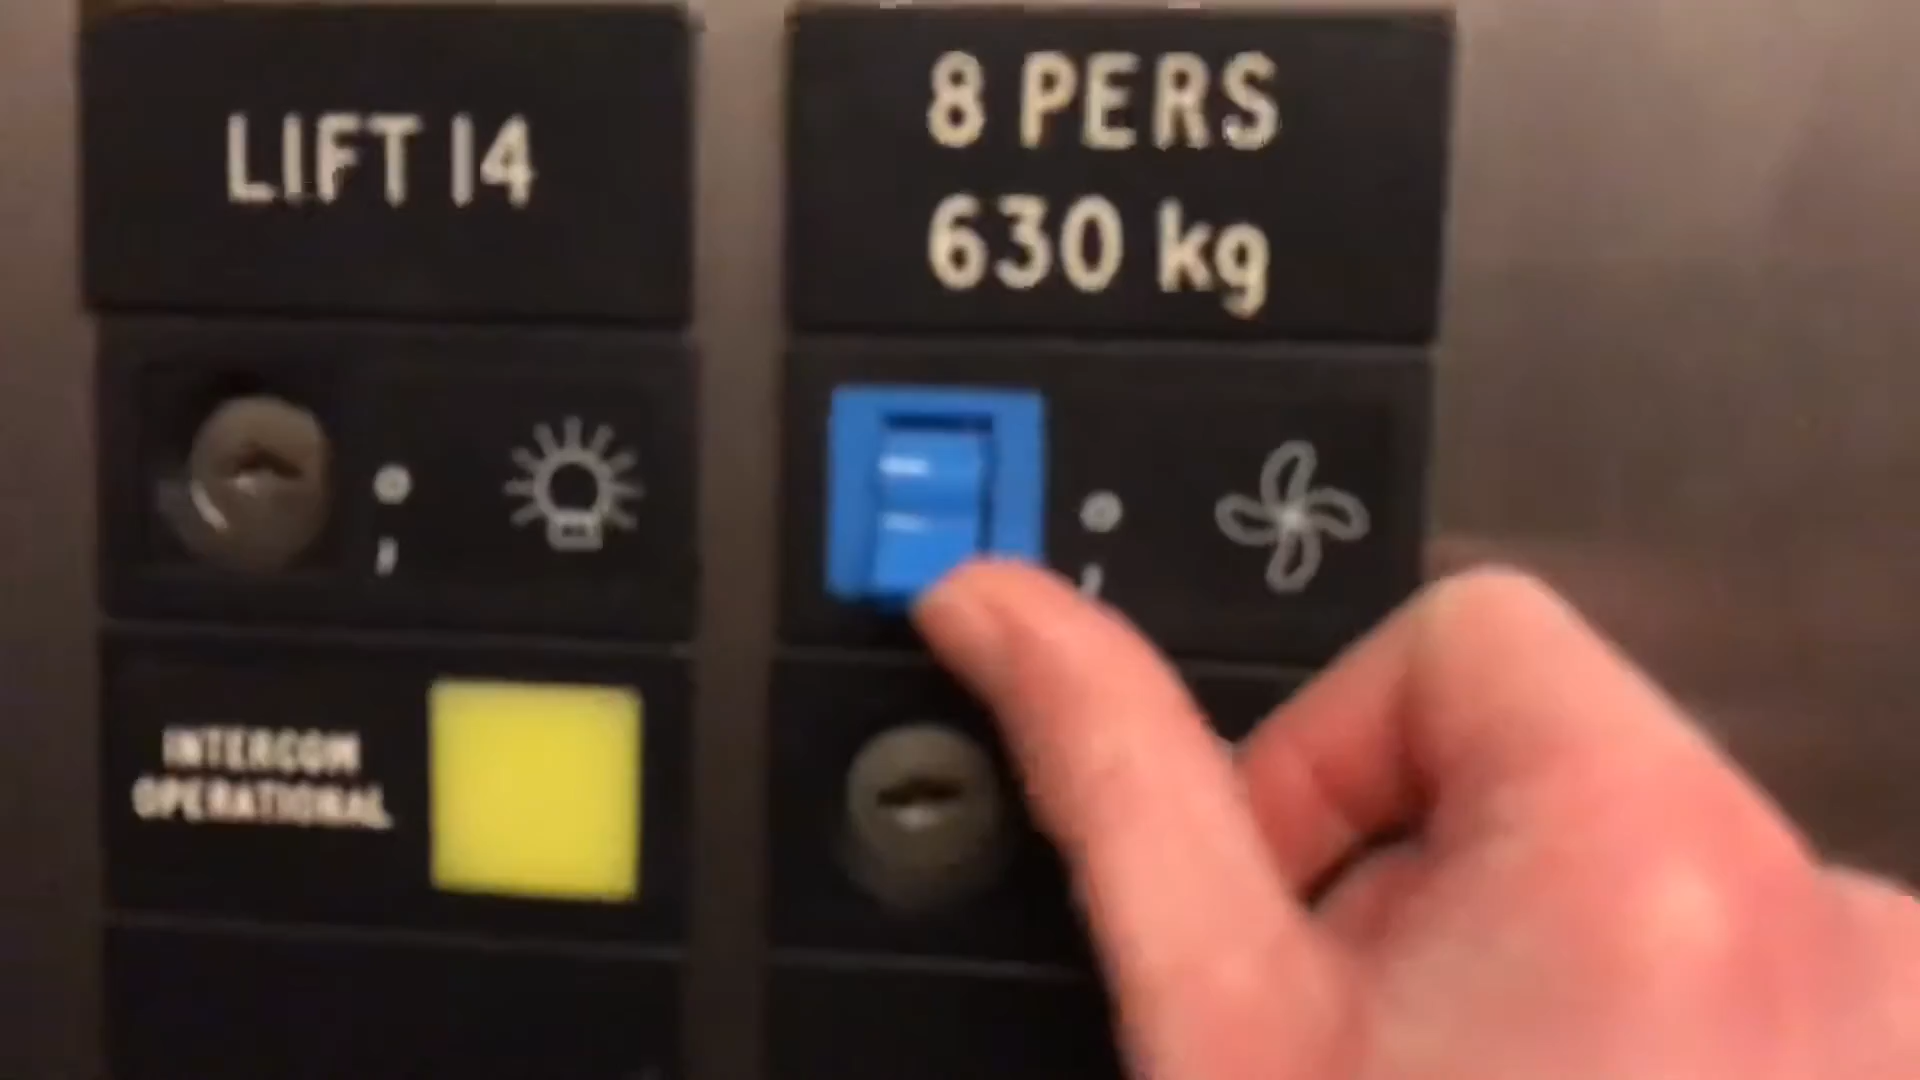 LIFT 14
8 PERS
630 kg
INTERCOM
OPERATIONAL